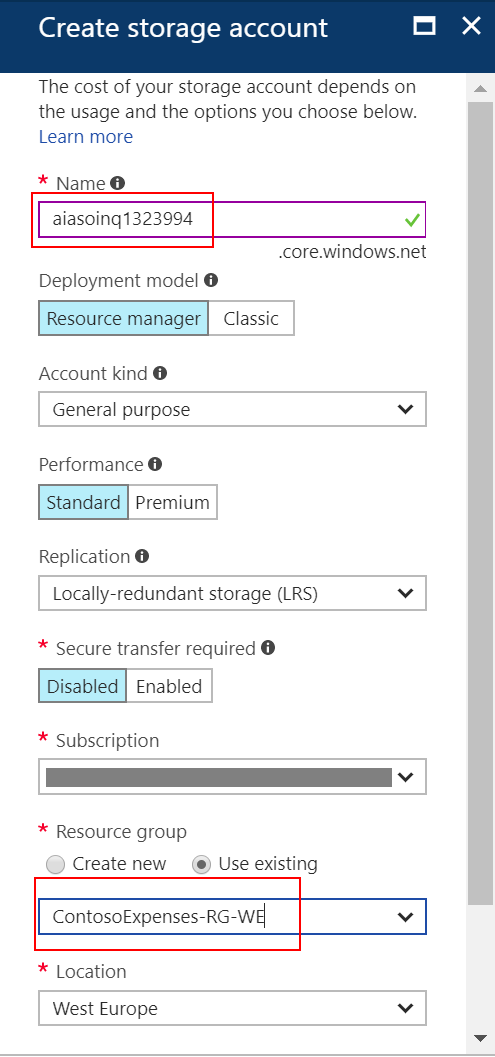 Create storage account
The cost of your storage account depends on
the usage and the options you choose below.
Learn more
* Name
aiasoinq1323994
.core.windows.net
Deployment model
Resource manager Classic
Account kind
General purpose
Performance
Standard Premium
Replication
Locally-redundant storage (LRS)
* Secure transfer required
Disabled Enabled
* Subscription
* Resource group
Create new Use existing
ContosoExpenses-RG-WE
* Location
West Europe